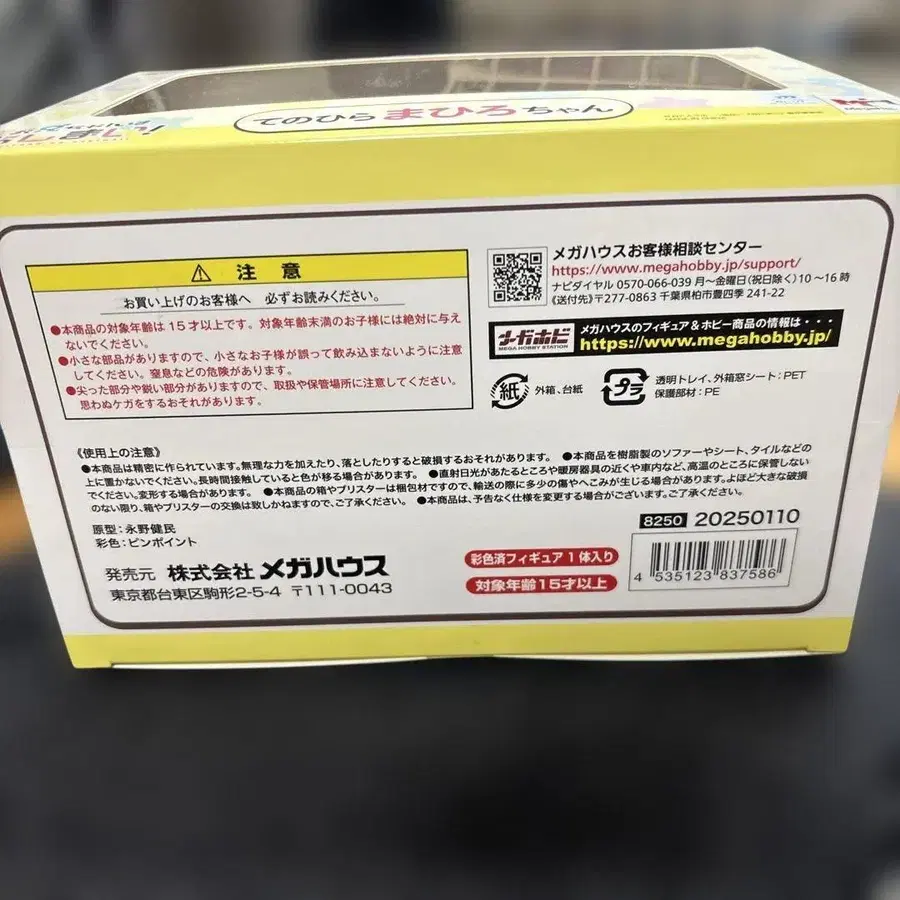 てのひら まひろちゃん
⚠ 注意
お買い上げのお客様へ 必ずお読みください。
●本商品の対象年齢は15才以上です。対象年齢末満のお子様には絶対に与え
ないでください。
●小さな部品がありますので、小さなお子様が誤って飲み込まないように注意
してください。窒息などの危険があります。
●尖った部分や鋭い部分がありますので、取扱や保管場所に注意してください。
思わぬケガをするおそれがあります。
メガハウスお客様相談センター
https://www.megahobby.jp/support/
ナビダイヤル 0570-066-039 月～金曜日(祝日除く)10～16時
《送付先》〒277-0863 千葉県柏市豊四季 241-22
メガホビ
MEGA HOBBY STATION
メガハウスのフィギュア&ホビー商品の情報は・・・
https://www.megahobby.jp/
紙
外箱、台紙
プラ
透明トレイ、外箱窓シート:PET
保護部材:PE
《使用上の注意》
●本商品は精密に作られています。無理な力を加えたり、落としたりすると破損するおそれがあります。 ●本商品を樹脂製のソファーやシート、タイルなどの
上に置かないでください。長時間接触していると色が移る場合があります。 ●直射日光があたるところや暖房器具の近くや車内など、高温のところに保管しない
でください。変形する場合があります。 ●本商品の箱やブリスターは梱包材ですので、輸送の際に多少の傷やへこみが生じる場合があります。よほど大きな破損
のない限り、箱やブリスターの交換は致しかねますので、ご了承ください。 ●本商品は、予告なく仕様を変更する場合がございます。ご了承ください。
原型:永野健民
彩色:ピンポイント
発売元 株式会社 メガハウス
東京都台東区駒形2-5-4 〒111-0043
彩色済フィギュア1体入り
対象年齢15才以上
8250 20250110
4 535123 837586